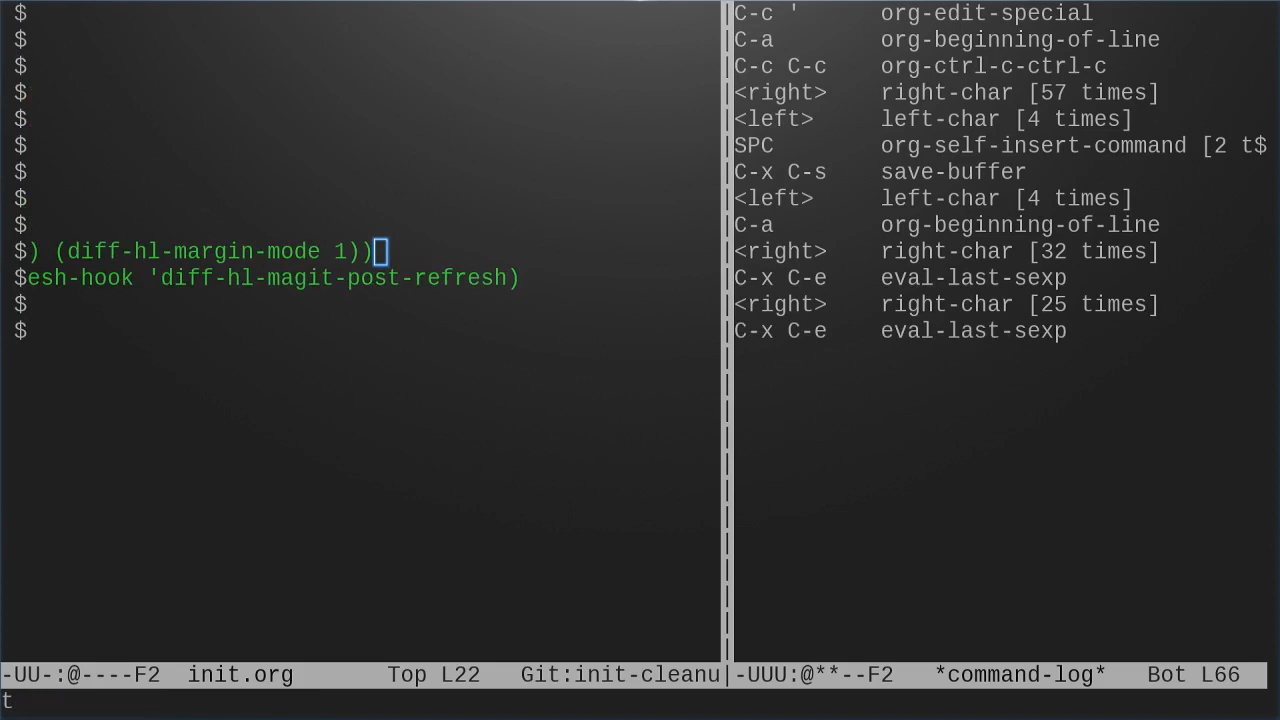 $
$
$
$
$
$
$
$
$
$) (diff-hl-margin-mode 1))
$esh-hook 'diff-hl-magit-post-refresh)
$
$
-UU-:@----F2 init.org Top L22 Git:init-cleanu
C-c ' org-edit-special
C-a org-beginning-of-line
C-c C-c org-ctrl-c-ctrl-c
<right> right-char [57 times]
<left> left-char [4 times]
SPC org-self-insert-command [2 t$
C-x C-s save-buffer
<left> left-char [4 times]
C-a org-beginning-of-line
<right> right-char [32 times]
C-x C-e eval-last-sexp
<right> right-char [25 times]
C-x C-e eval-last-sexp
-UUU:@**--F2 *command-log* Bot L66
t